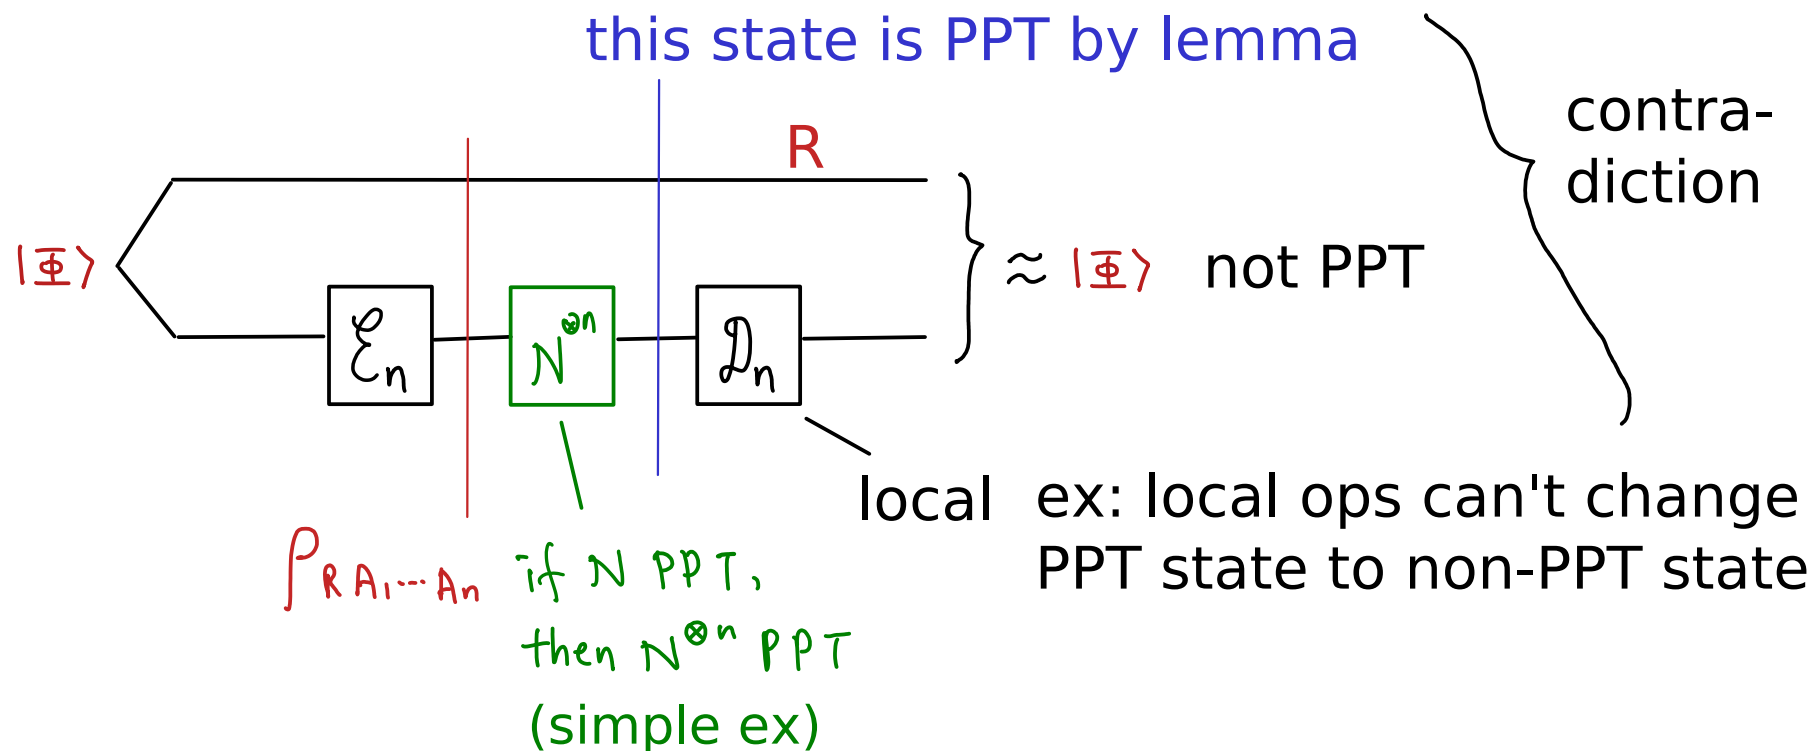 this state is PPT by lemma
contra-
diction
R
|Φ⟩
≈ |Φ⟩ not PPT
ℰn
N⊗n
𝒟n
local ex: local ops can't change
PPT state to non-PPT state
ρRA1...An
if N PPT,
then N⊗n PPT
(simple ex)